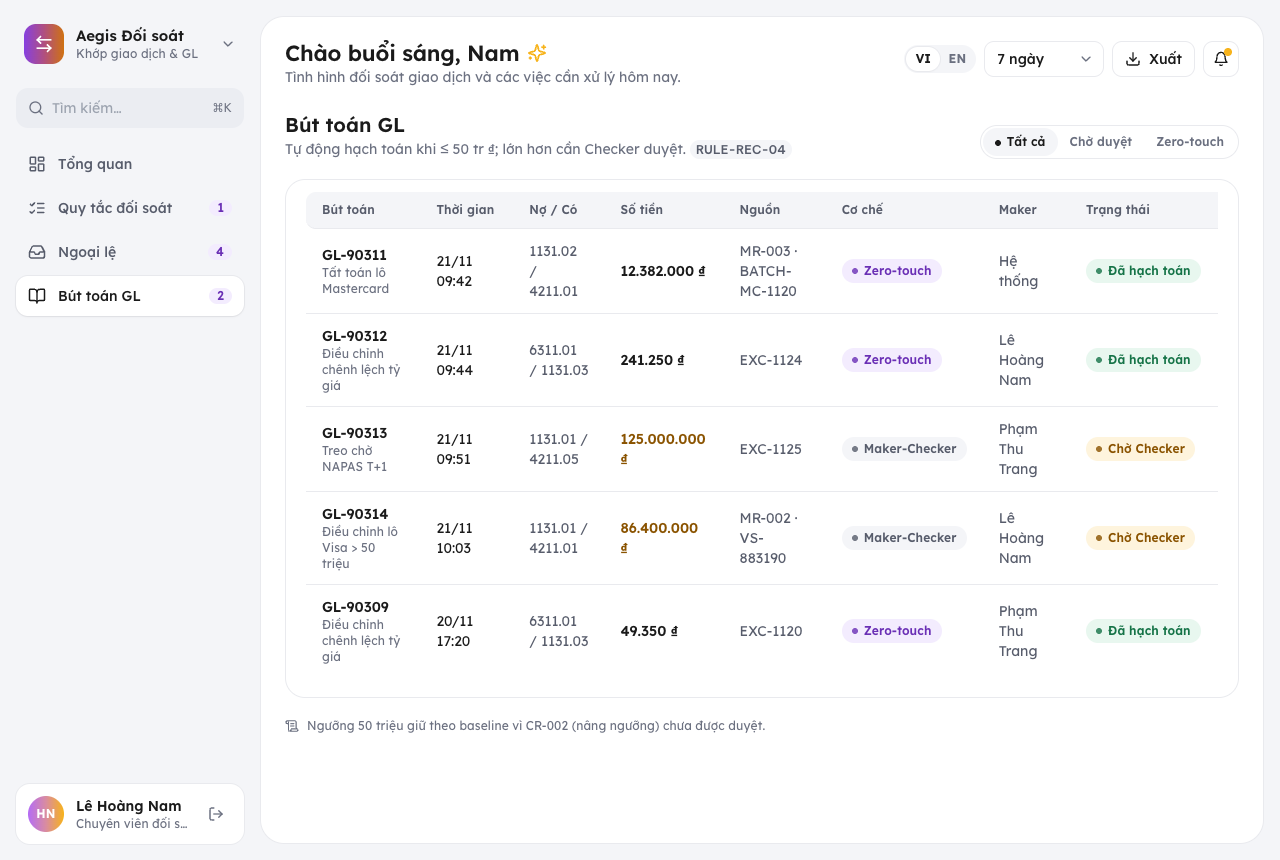 Aegis Đối soát
Khớp giao dịch & GL
Tìm kiếm...
⌘K
Tổng quan
Quy tắc đối soát 1
Ngoại lệ 4
Bút toán GL 2
Lê Hoàng Nam
Chuyên viên đối s...
HN
Chào buổi sáng, Nam
Tình hình đối soát giao dịch và các việc cần xử lý hôm nay.
VI EN
7 ngày
Xuất
Bút toán GL
Tự động hạch toán khi ≤ 50 tr ₫; lớn hơn cần Checker duyệt. RULE-REC-04
Tất cả Chờ duyệt Zero-touch
Bút toán Thời gian Nợ / Có Số tiền Nguồn Cơ chế Maker Trạng thái
GL-90311
Tất toán lô
Mastercard
21/11
09:42
1131.02
/
4211.01
12.382.000 ₫
MR-003 ·
BATCH-
MC-1120
Zero-touch
Hệ
thống
Đã hạch toán
GL-90312
Điều chỉnh
chênh lệch tỷ
giá
21/11
09:44
6311.01
/ 1131.03
241.250 ₫
EXC-1124
Zero-touch
Lê
Hoàng
Nam
Đã hạch toán
GL-90313
Treo chờ
NAPAS T+1
21/11
09:51
1131.01 /
4211.05
125.000.000
₫
EXC-1125
Maker-Checker
Phạm
Thu
Trang
Chờ Checker
GL-90314
Điều chỉnh lô
Visa > 50
triệu
21/11
10:03
1131.01 /
4211.01
86.400.000
₫
MR-002 ·
VS-
883190
Maker-Checker
Lê
Hoàng
Nam
Chờ Checker
GL-90309
Điều chỉnh
chênh lệch tỷ
giá
20/11
17:20
6311.01
/ 1131.03
49.350 ₫
EXC-1120
Zero-touch
Phạm
Thu
Trang
Đã hạch toán
Ngưỡng 50 triệu giữ theo baseline vì CR-002 (nâng ngưỡng) chưa được duyệt.